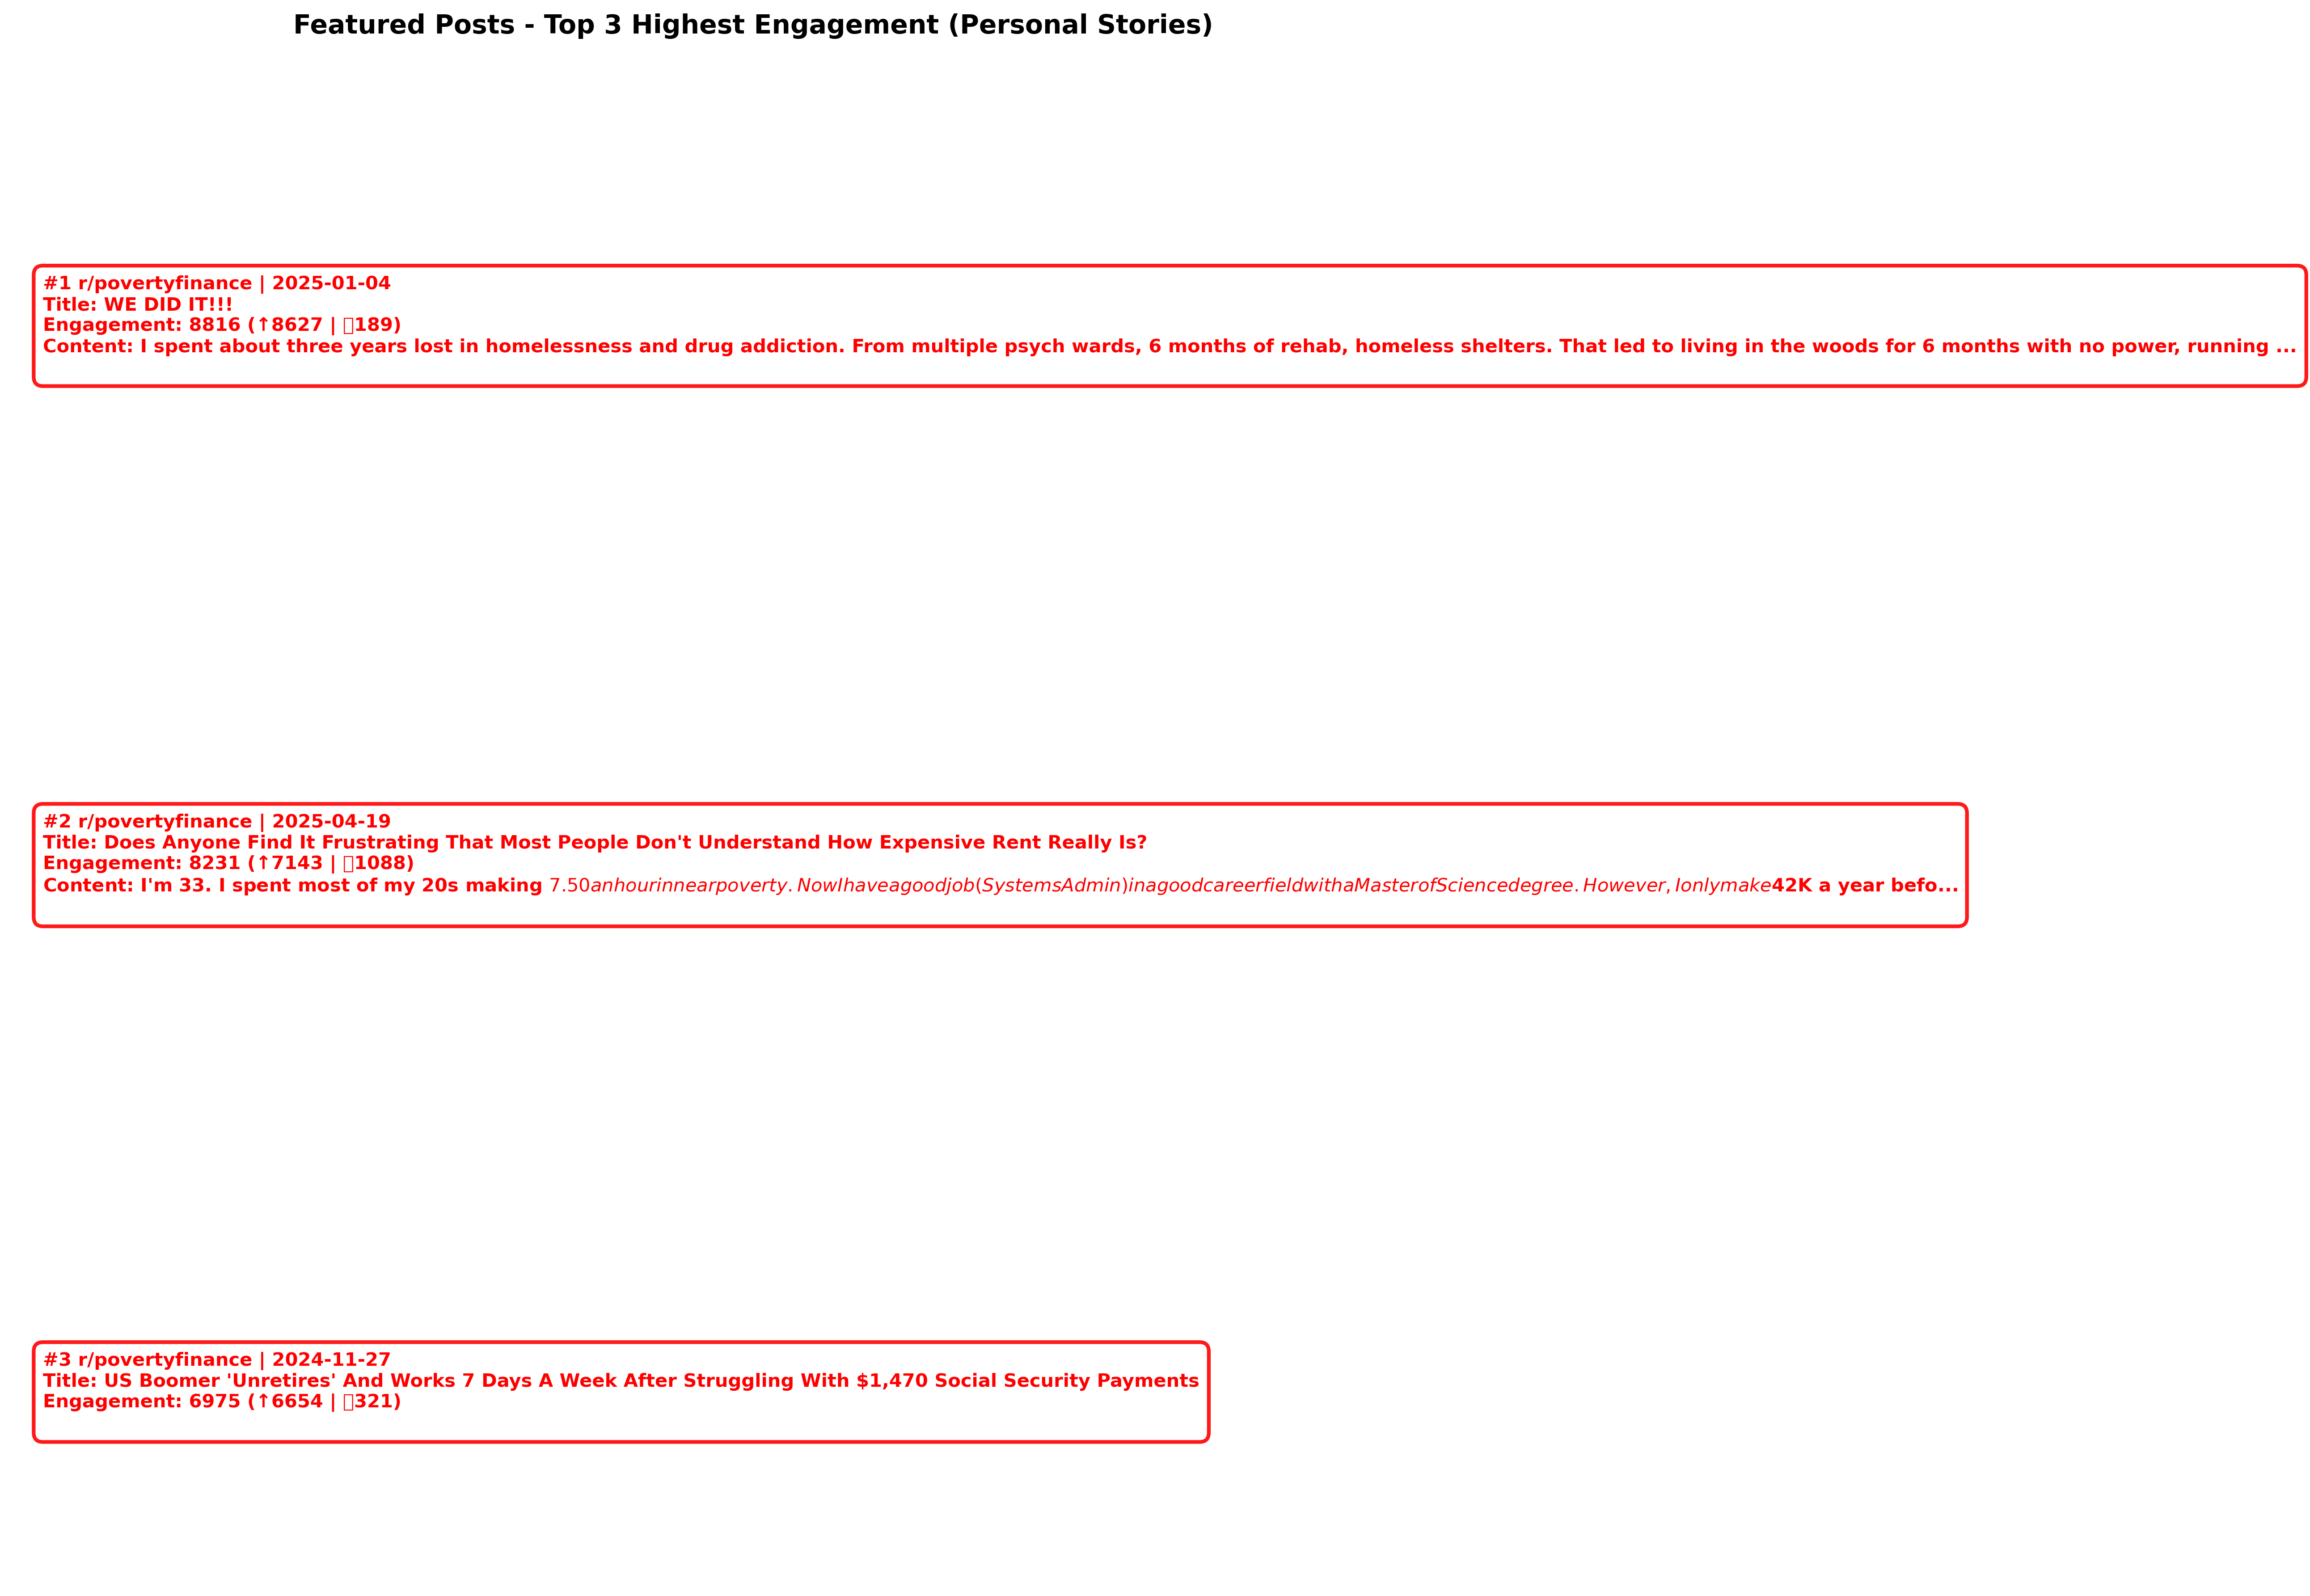 Featured Posts - Top 3 Highest Engagement (Personal Stories)
#1 r/povertyfinance | 2025-01-04
Title: WE DID IT!!!
Engagement: 8816 (↑8627 | 189)
Content: I spent about three years lost in homelessness and drug addiction. From multiple psych wards, 6 months of rehab, homeless shelters. That led to living in the woods for 6 months with no power, running ...
#2 r/povertyfinance | 2025-04-19
Title: Does Anyone Find It Frustrating That Most People Don't Understand How Expensive Rent Really Is?
Engagement: 8231 (↑7143 | 1088)
Content: I'm 33. I spent most of my 20s making 7.50anhourinnearpoverty.NowIhaveagoodjob(SystemsAdmin)inagoodcareerfieldwithaMasterofSciencedegree.However,Ionlymake42K a year befo...
#3 r/povertyfinance | 2024-11-27
Title: US Boomer 'Unretires' And Works 7 Days A Week After Struggling With $1,470 Social Security Payments
Engagement: 6975 (↑6654 | 321)